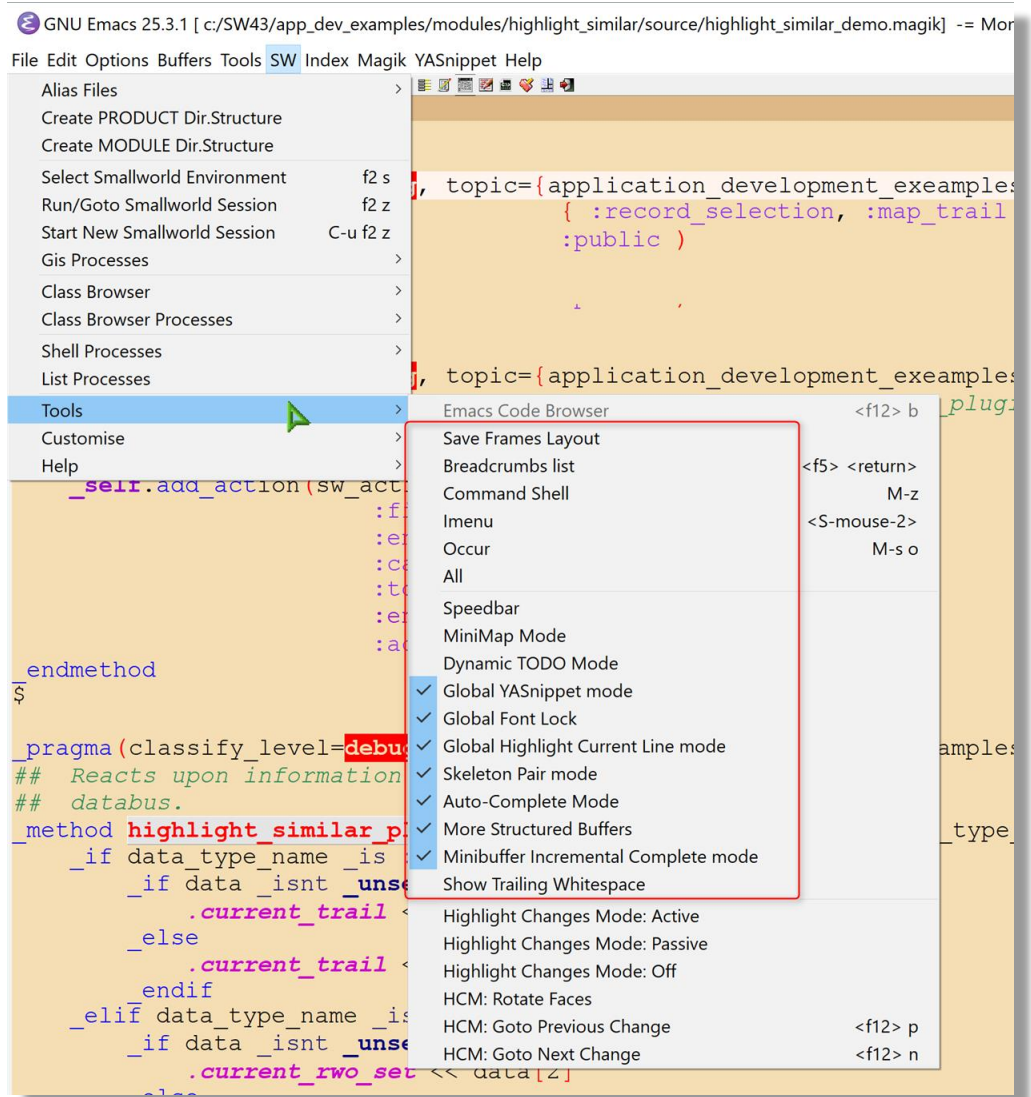 GNU Emacs 25.3.1 [ c:/SW43/app_dev_examples/modules/highlight_similar/source/highlight_similar_demo.magik]  -= Mor
File Edit Options Buffers Tools SW Index Magik YASnippet Help
Alias Files
Create PRODUCT Dir.Structure
Create MODULE Dir.Structure
Select Smallworld Environment f2 s
Run/Goto Smallworld Session f2 z
Start New Smallworld Session C-u f2 z
Gis Processes
Class Browser
Class Browser Processes
Shell Processes
List Processes
Tools
Customise
Help
, topic={application_development_exeamples
{ :record_selection, :map_trail
:public )
, topic={application_development_exeamples
_plugi
Emacs Code Browser <f12> b
Save Frames Layout
Breadcrumbs list <f5> <return>
Command Shell M-z
Imenu <S-mouse-2>
Occur M-s o
All
Speedbar
MiniMap Mode
Dynamic TODO Mode
Global YASnippet mode
Global Font Lock
Global Highlight Current Line mode
Skeleton Pair mode
Auto-Complete Mode
More Structured Buffers
Minibuffer Incremental Complete mode
Show Trailing Whitespace
Highlight Changes Mode: Active
Highlight Changes Mode: Passive
Highlight Changes Mode: Off
HCM: Rotate Faces
HCM: Goto Previous Change <f12> p
HCM: Goto Next Change <f12> n
_self.add_action(sw_act
:f
:e
:ca
:to
:e
:a
_endmethod
$
_pragma(classify_level=debu amples
## Reacts upon information
## databus.
_method highlight_similar_p _type_
_if data_type_name _is
_if data _isnt _unse
.current_trail <
_else
.current_trail <
_endif
_elif data_type_name _is
_if data _isnt _unse
.current_rwo_set << data[2]